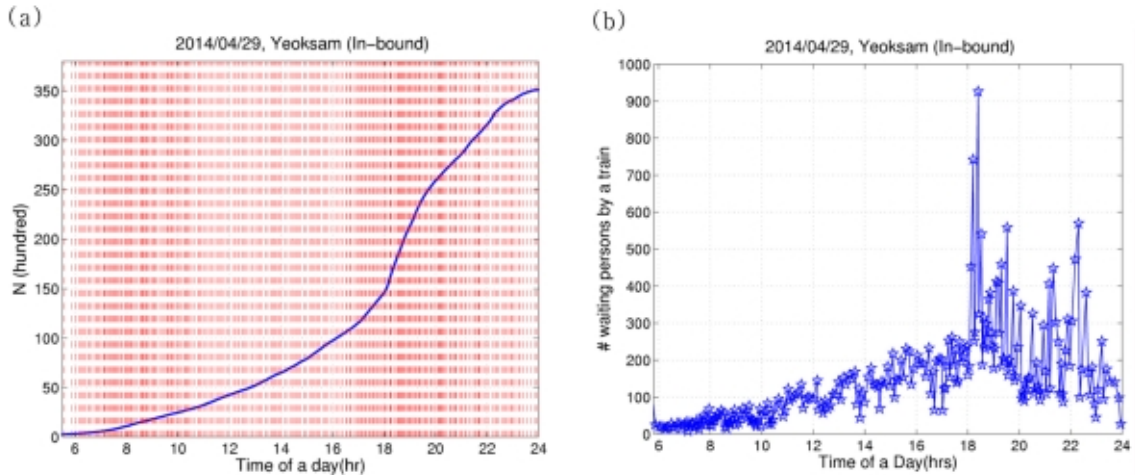 (a)
2014/04/29, Yeoksam (In-bound)
N (hundred)
350
300
250
200
150
100
50
0
6 8 10 12 14 16 18 20 22 24
Time of a day(hr)
(b)
2014/04/29, Yeoksam (In-bound)
# waiting persons by a train
1000
900
800
700
600
500
400
300
200
100
0
6 8 10 12 14 16 18 20 22 24
Time of a Day(hrs)